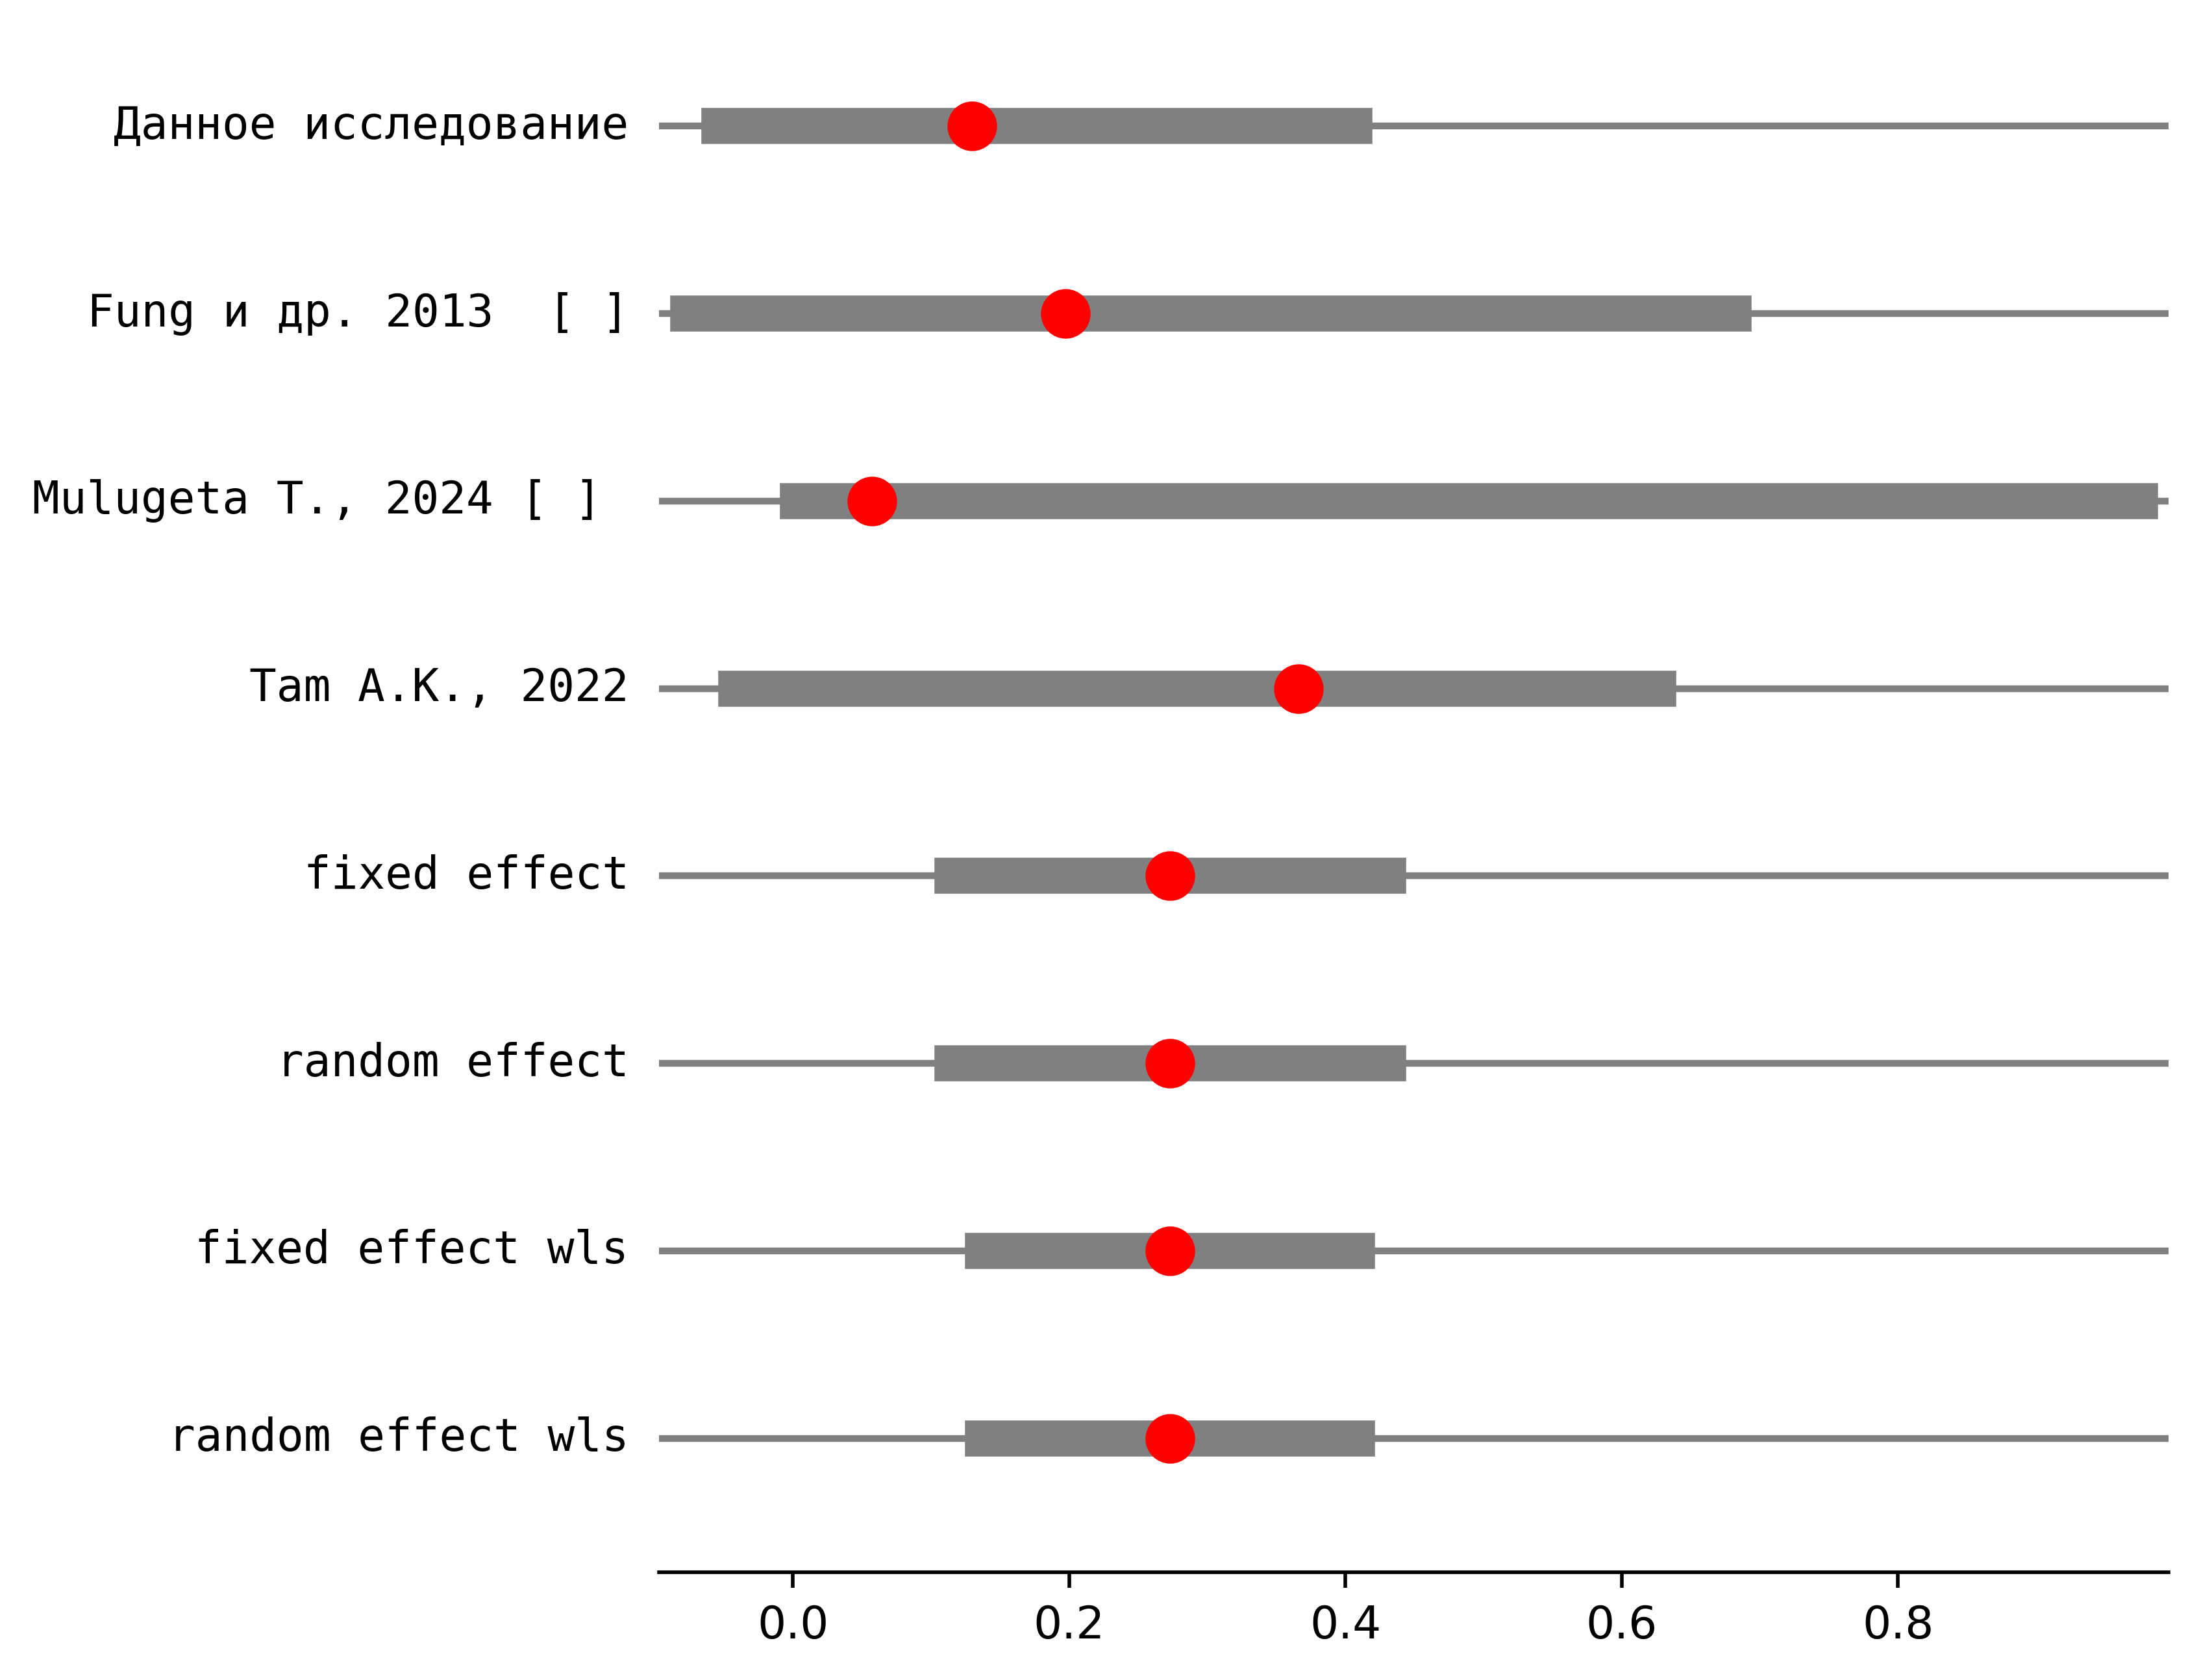 Данное исследование
Fung и др. 2013  [ ]
Mulugeta T., 2024 [ ]
Tam A.K., 2022
fixed effect
random effect
fixed effect wls
random effect wls
0.0 0.2 0.4 0.6 0.8